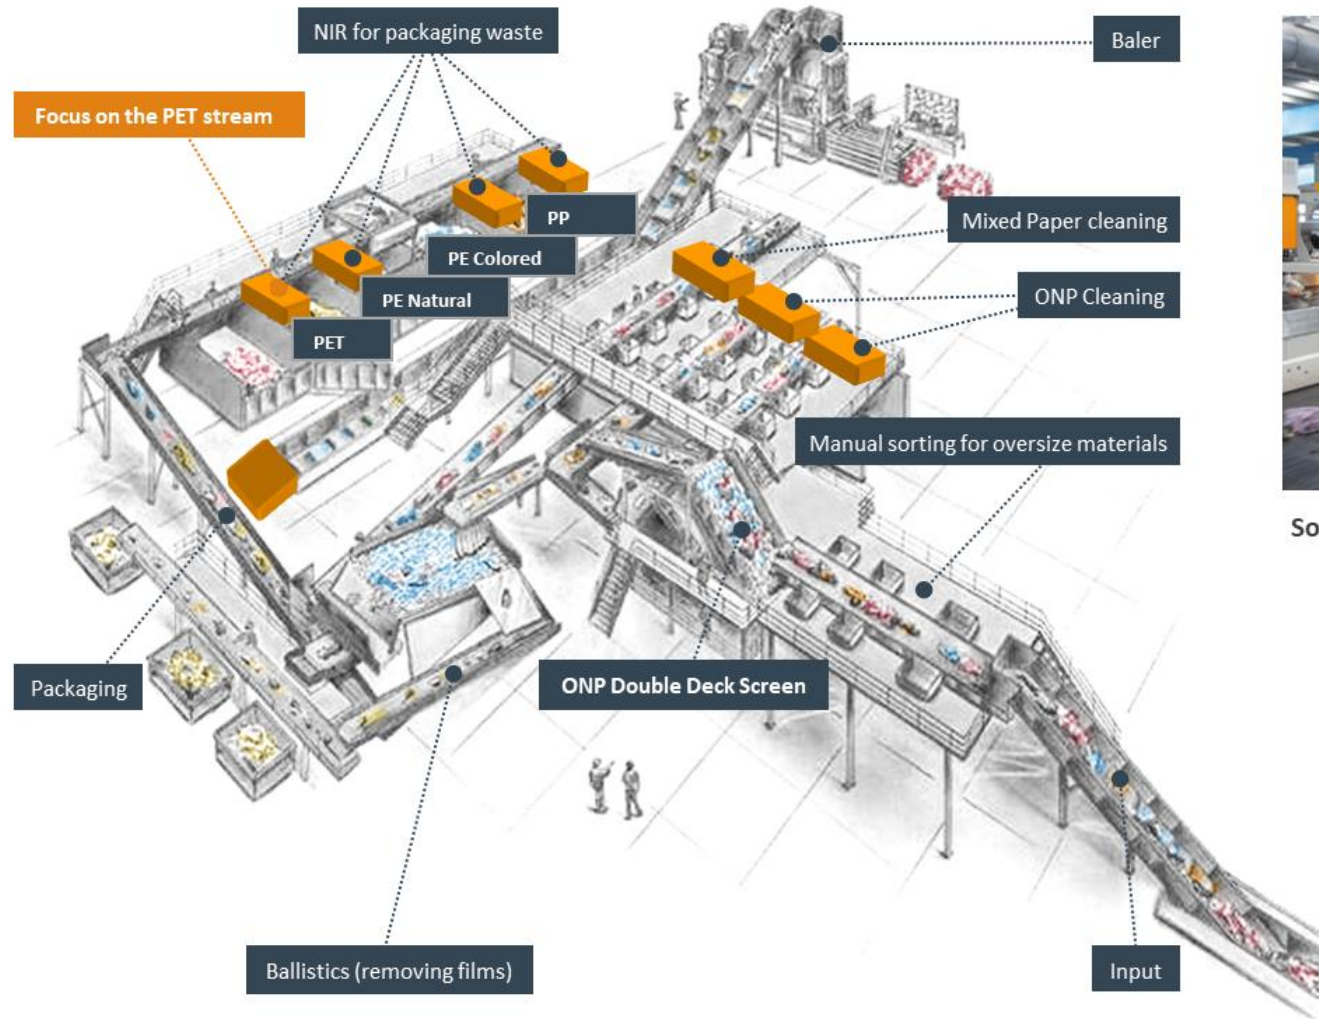 NIR for packaging waste
Baler
Focus on the PET stream
PP
Mixed Paper cleaning
PE Colored
PE Natural
ONP Cleaning
PET
Manual sorting for oversize materials
So
Packaging
ONP Double Deck Screen
Ballistics (removing films)
Input